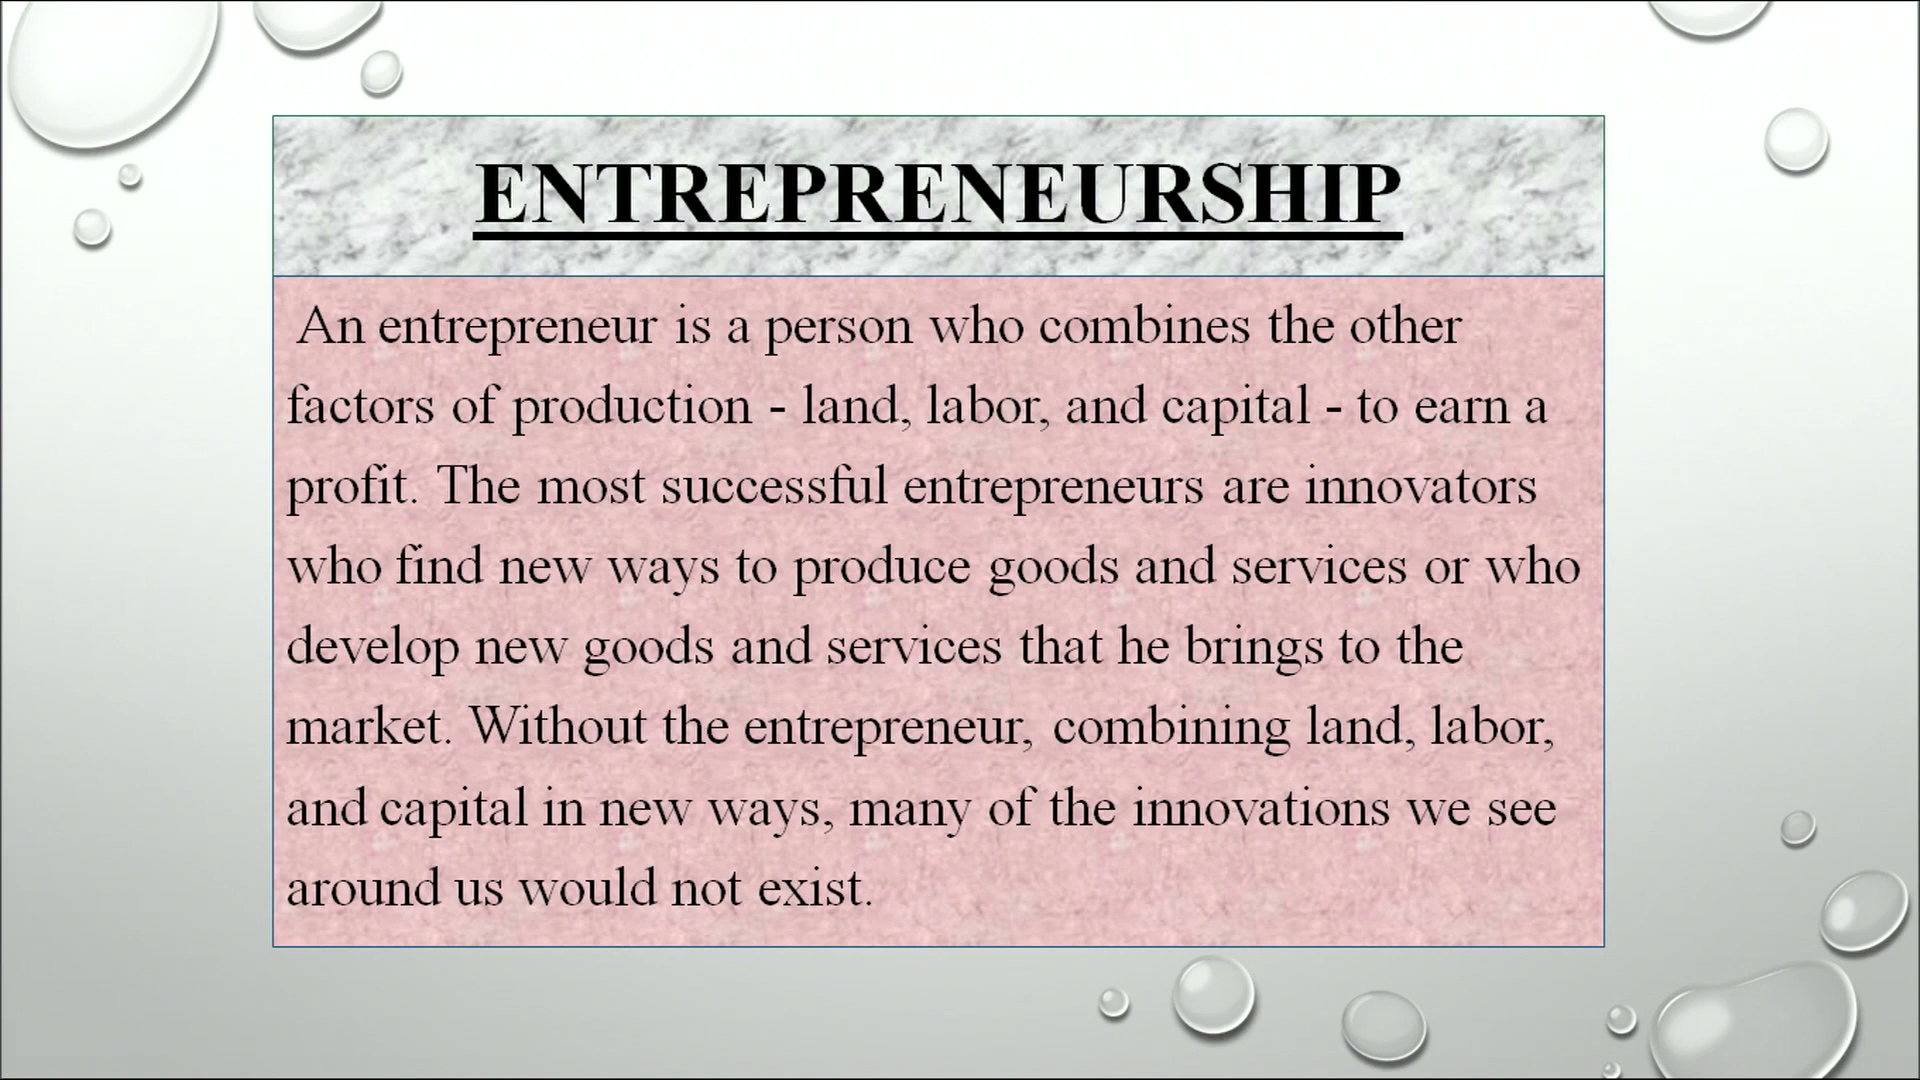 ENTREPRENEURSHIP
An entrepreneur is a person who combines the other
factors of production - land, labor, and capital - to earn a
profit. The most successful entrepreneurs are innovators
who find new ways to produce goods and services or who
develop new goods and services that he brings to the
market. Without the entrepreneur, combining land, labor,
and capital in new ways, many of the innovations we see
around us would not exist.